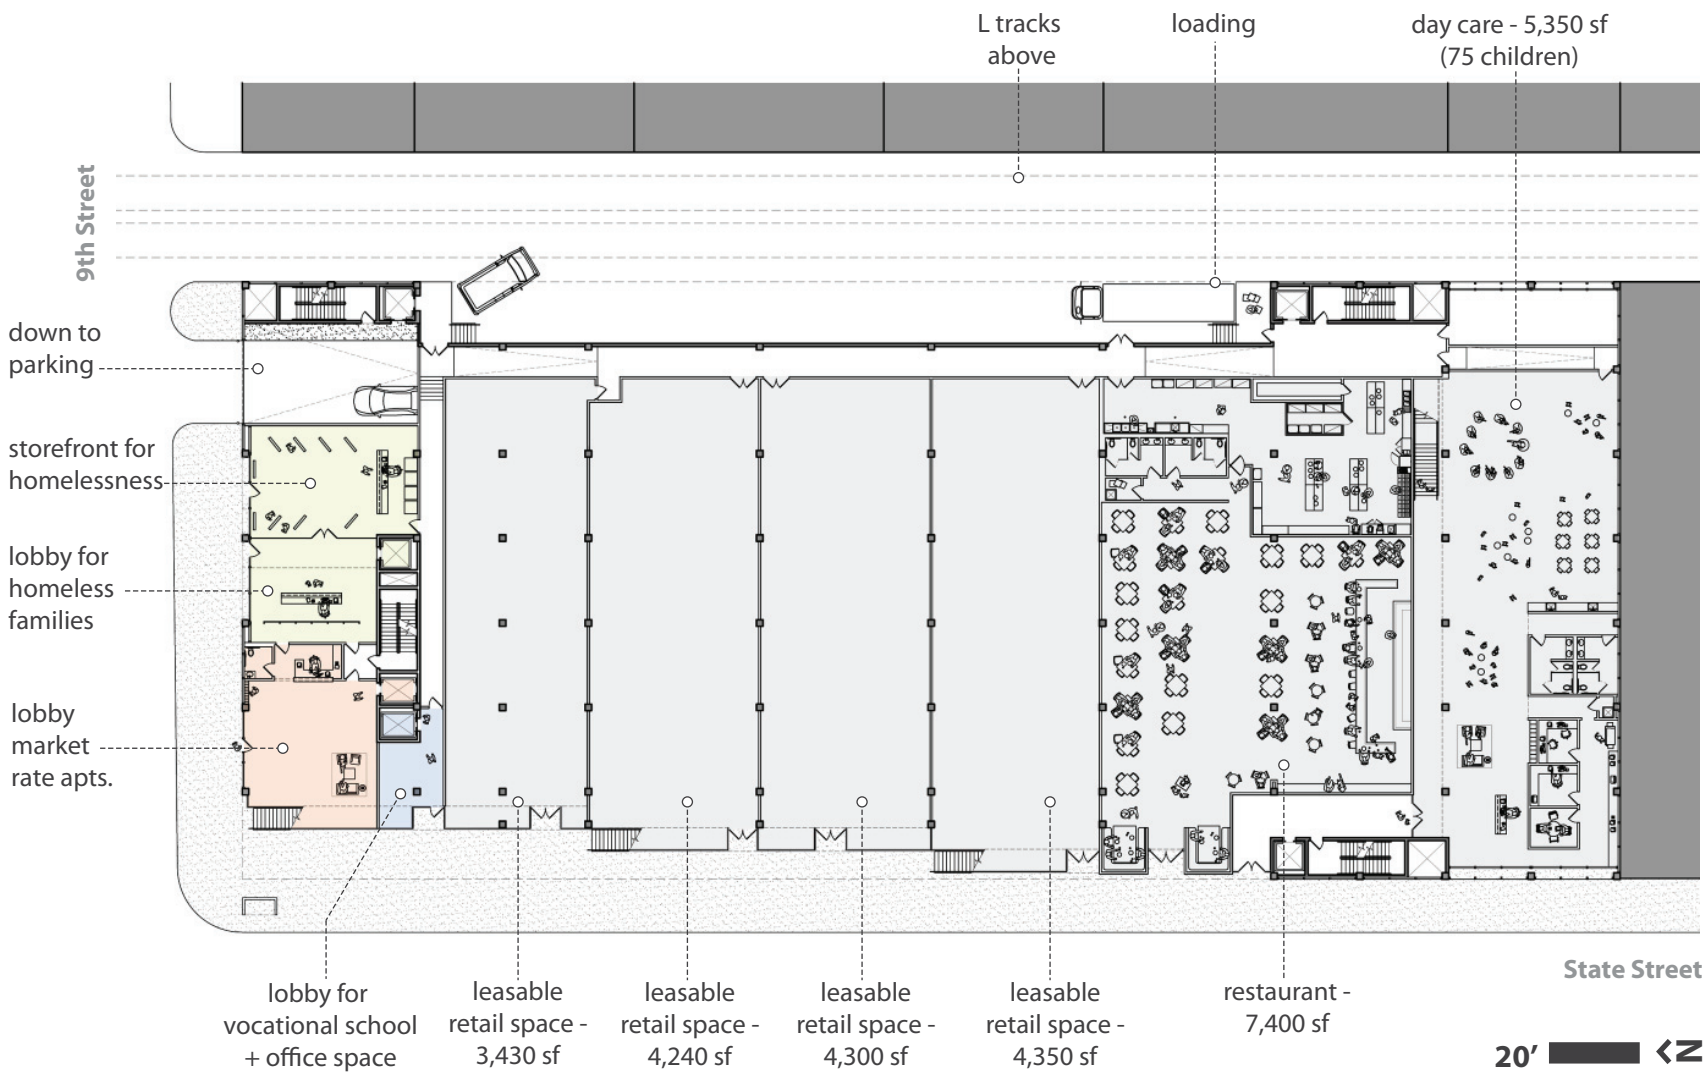 L tracks
above
loading
day care - 5,350 sf
(75 children)
9th Street
down to
parking
storefront for
homelessness
lobby for
homeless
families
lobby
market
rate apts.
lobby for
vocational school
+ office space
leasable
retail space -
3,430 sf
leasable
retail space -
4,240 sf
leasable
retail space -
4,300 sf
leasable
retail space -
4,350 sf
restaurant -
7,400 sf
State Street
20’
N